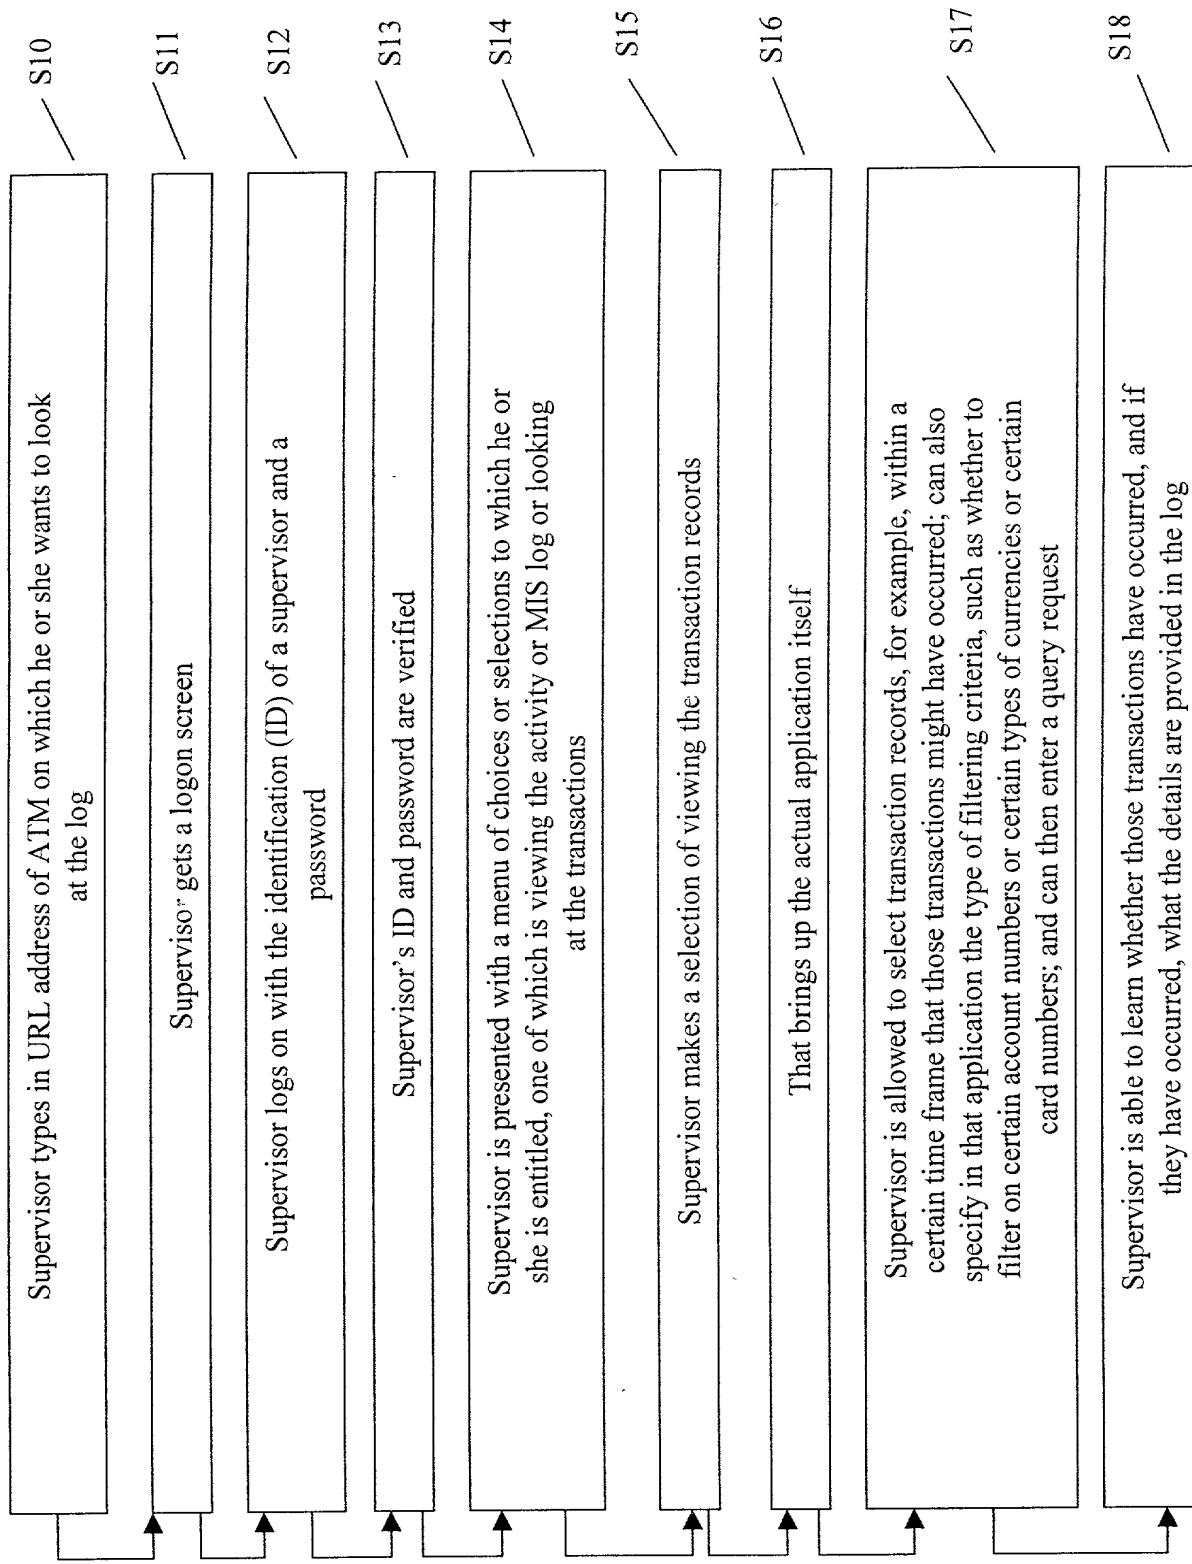 Supervisor types in URL address of ATM on which he or she wants to look
at the log
S10
Supervisor gets a logon screen
S11
Supervisor logs on with the identification (ID) of a supervisor and a
password
S12
Supervisor's ID and password are verified
S13
Supervisor is presented with a menu of choices or selections to which he or
she is entitled, one of which is viewing the activity or MIS log or looking
at the transactions
S14
Supervisor makes a selection of viewing the transaction records
S15
That brings up the actual application itself
S16
Supervisor is allowed to select transaction records, for example, within a
certain time frame that those transactions might have occurred; can also
specify in that application the type of filtering criteria, such as whether to
filter on certain account numbers or certain types of currencies or certain
card numbers; and can then enter a query request
S17
Supervisor is able to learn whether those transactions have occurred, and if
they have occurred, what the details are provided in the log
S18